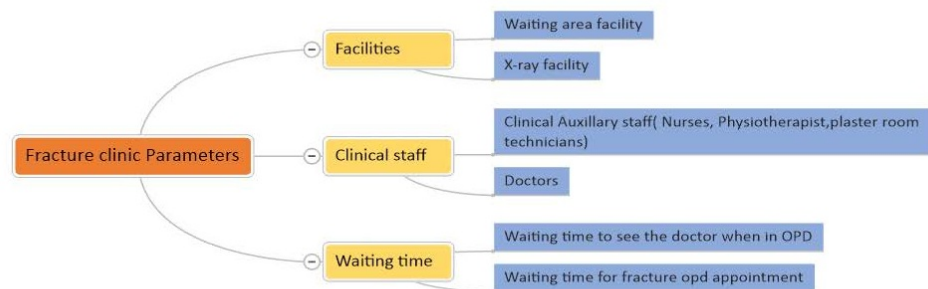 Fracture clinic Parameters
Facilities
Waiting area facility
X-ray facility
Clinical staff
Clinical Auxillary staff( Nurses, Physiotherapist,plaster room
technicians)
Doctors
Waiting time
Waiting time to see the doctor when in OPD
Waiting time for fracture opd appointment